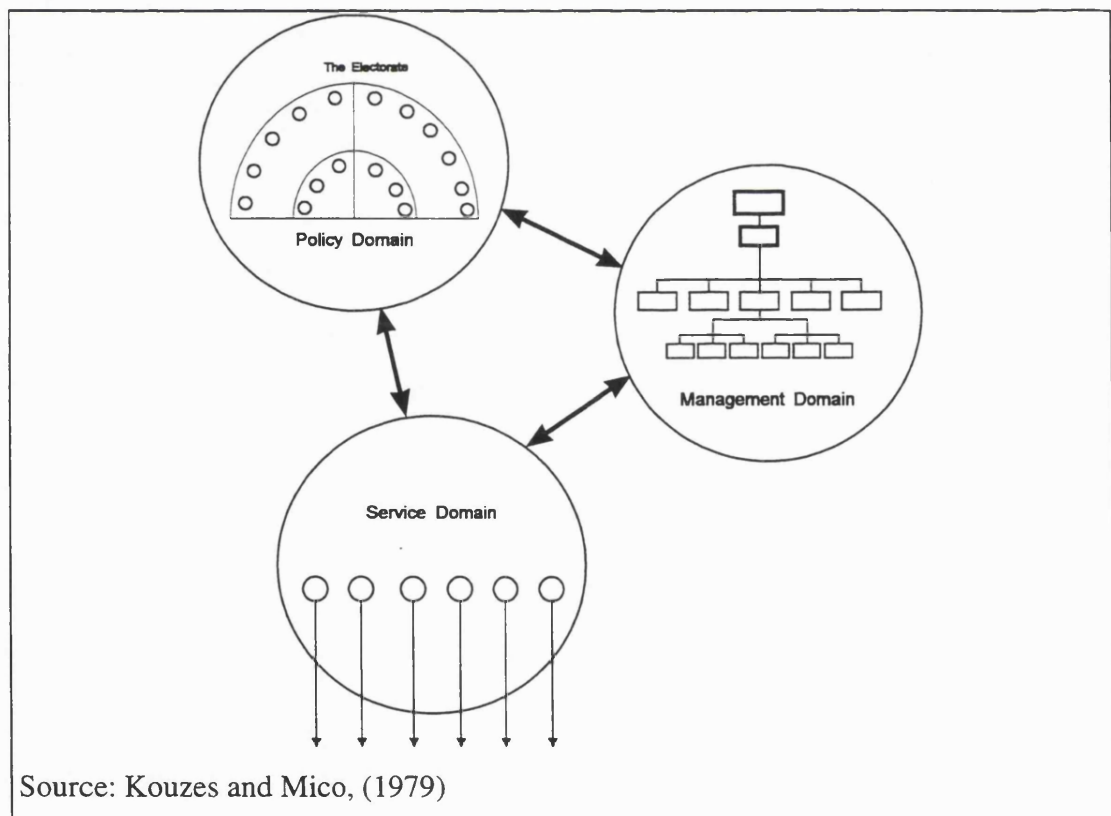 The Electorate
Policy Domain
Management Domain
Service Domain
Source: Kouzes and Mico, (1979)